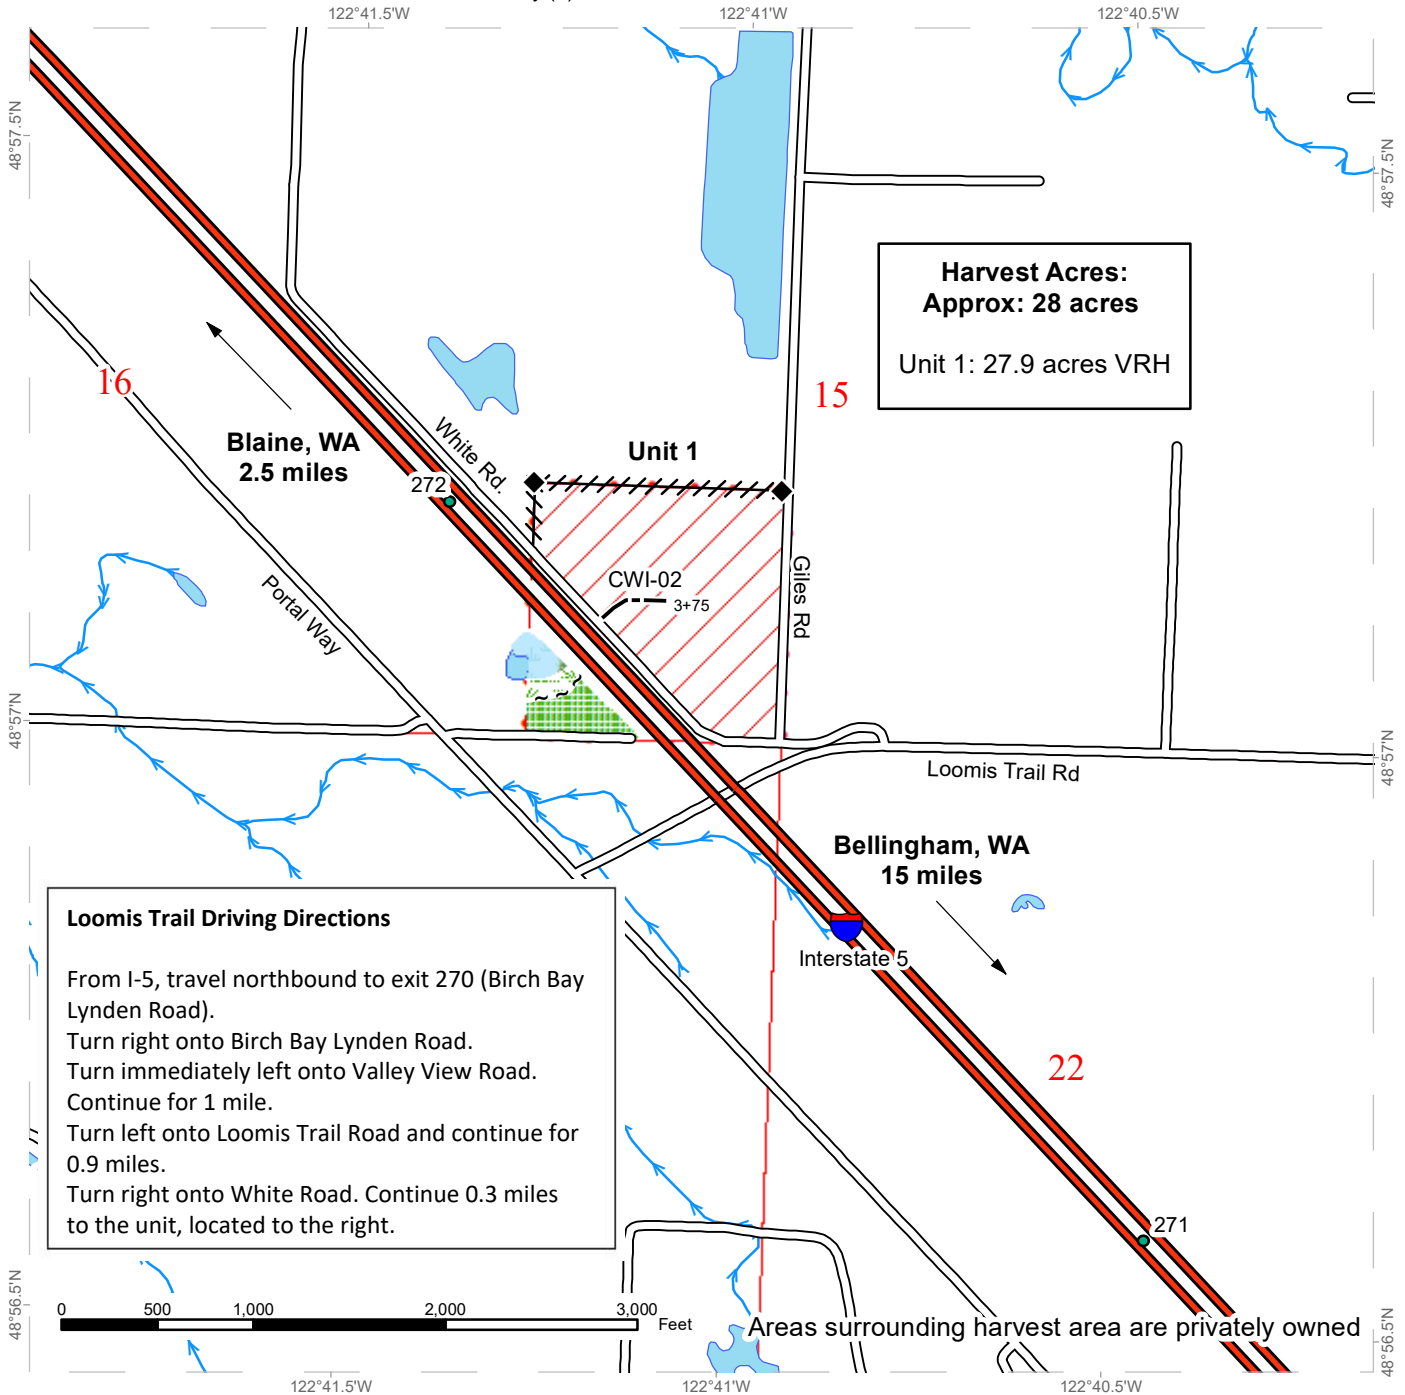 122°41.5'W
122°41'W
122°40.5'W
48°57.5'N
48°57.5'N
Harvest Acres:
Approx: 28 acres
Unit 1: 27.9 acres VRH
16
15
Blaine, WA
2.5 miles
White Rd.
Unit 1
272
CWI-02
3+75
Giles Rd
Portal Way
48°57'N
48°57'N
Loomis Trail Rd
Bellingham, WA
15 miles
Interstate 5
Loomis Trail Driving Directions
From I-5, travel northbound to exit 270 (Birch Bay
Lynden Road).
Turn right onto Birch Bay Lynden Road.
Turn immediately left onto Valley View Road.
Continue for 1 mile.
Turn left onto Loomis Trail Road and continue for
0.9 miles.
Turn right onto White Road. Continue 0.3 miles
to the unit, located to the right.
22
271
0 500 1,000 2,000 3,000
Feet
Areas surrounding harvest area are privately owned
48°56.5'N
48°56.5'N
122°41.5'W
122°41'W
122°40.5'W